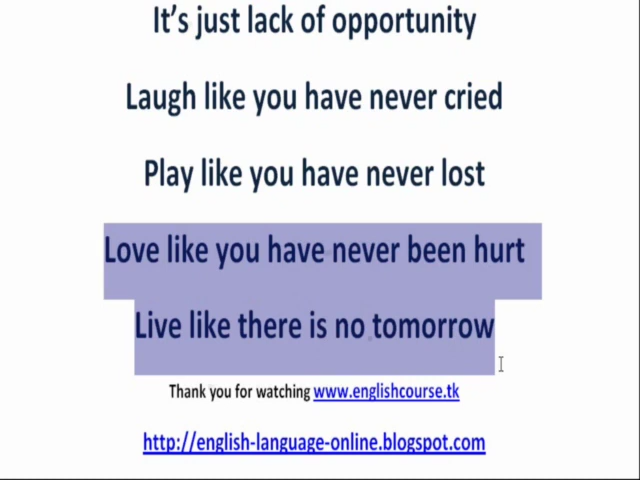 It's just lack of opportunity
Laugh like you have never cried
Play like you have never lost
Love like you have never been hurt
Live like there is no tomorrow
Thank you for watching www.englishcourse.tk
http://english-language-online.blogspot.com